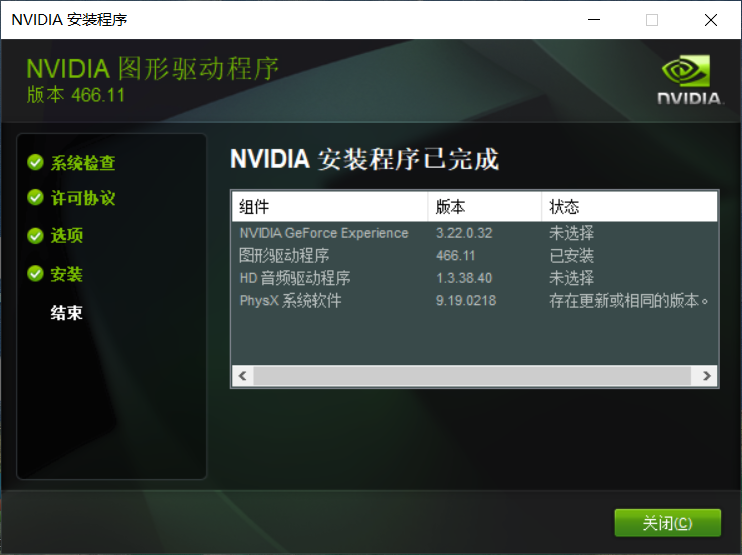 NVIDIA 安装程序
NVIDIA 图形驱动程序
版本 466.11
NVIDIA.
系统检查
许可协议
选项
安装
结束
NVIDIA 安装程序已完成
组件 版本 状态
NVIDIA GeForce Experience 3.22.0.32 未选择
图形驱动程序 466.11 已安装
HD 音频驱动程序 1.3.38.40 未选择
PhysX 系统软件 9.19.0218 存在更新或相同的版本。
关闭(C)